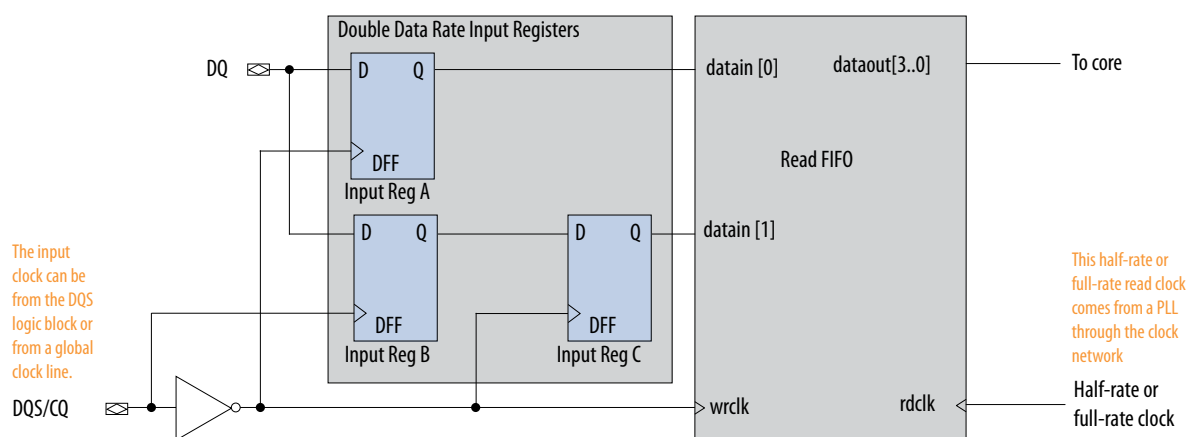 Double Data Rate Input Registers
DQ
D Q
DFF
Input Reg A
datain [0]
dataout[3..0]
To core
Read FIFO
D Q
DFF
Input Reg B
D Q
DFF
Input Reg C
datain [1]
The input
clock can be
from the DQS
logic block or
from a global
clock line.
DQS/CQ
wrclk
rdclk
This half-rate or
full-rate read clock
comes from a PLL
through the clock
network
Half-rate or
full-rate clock